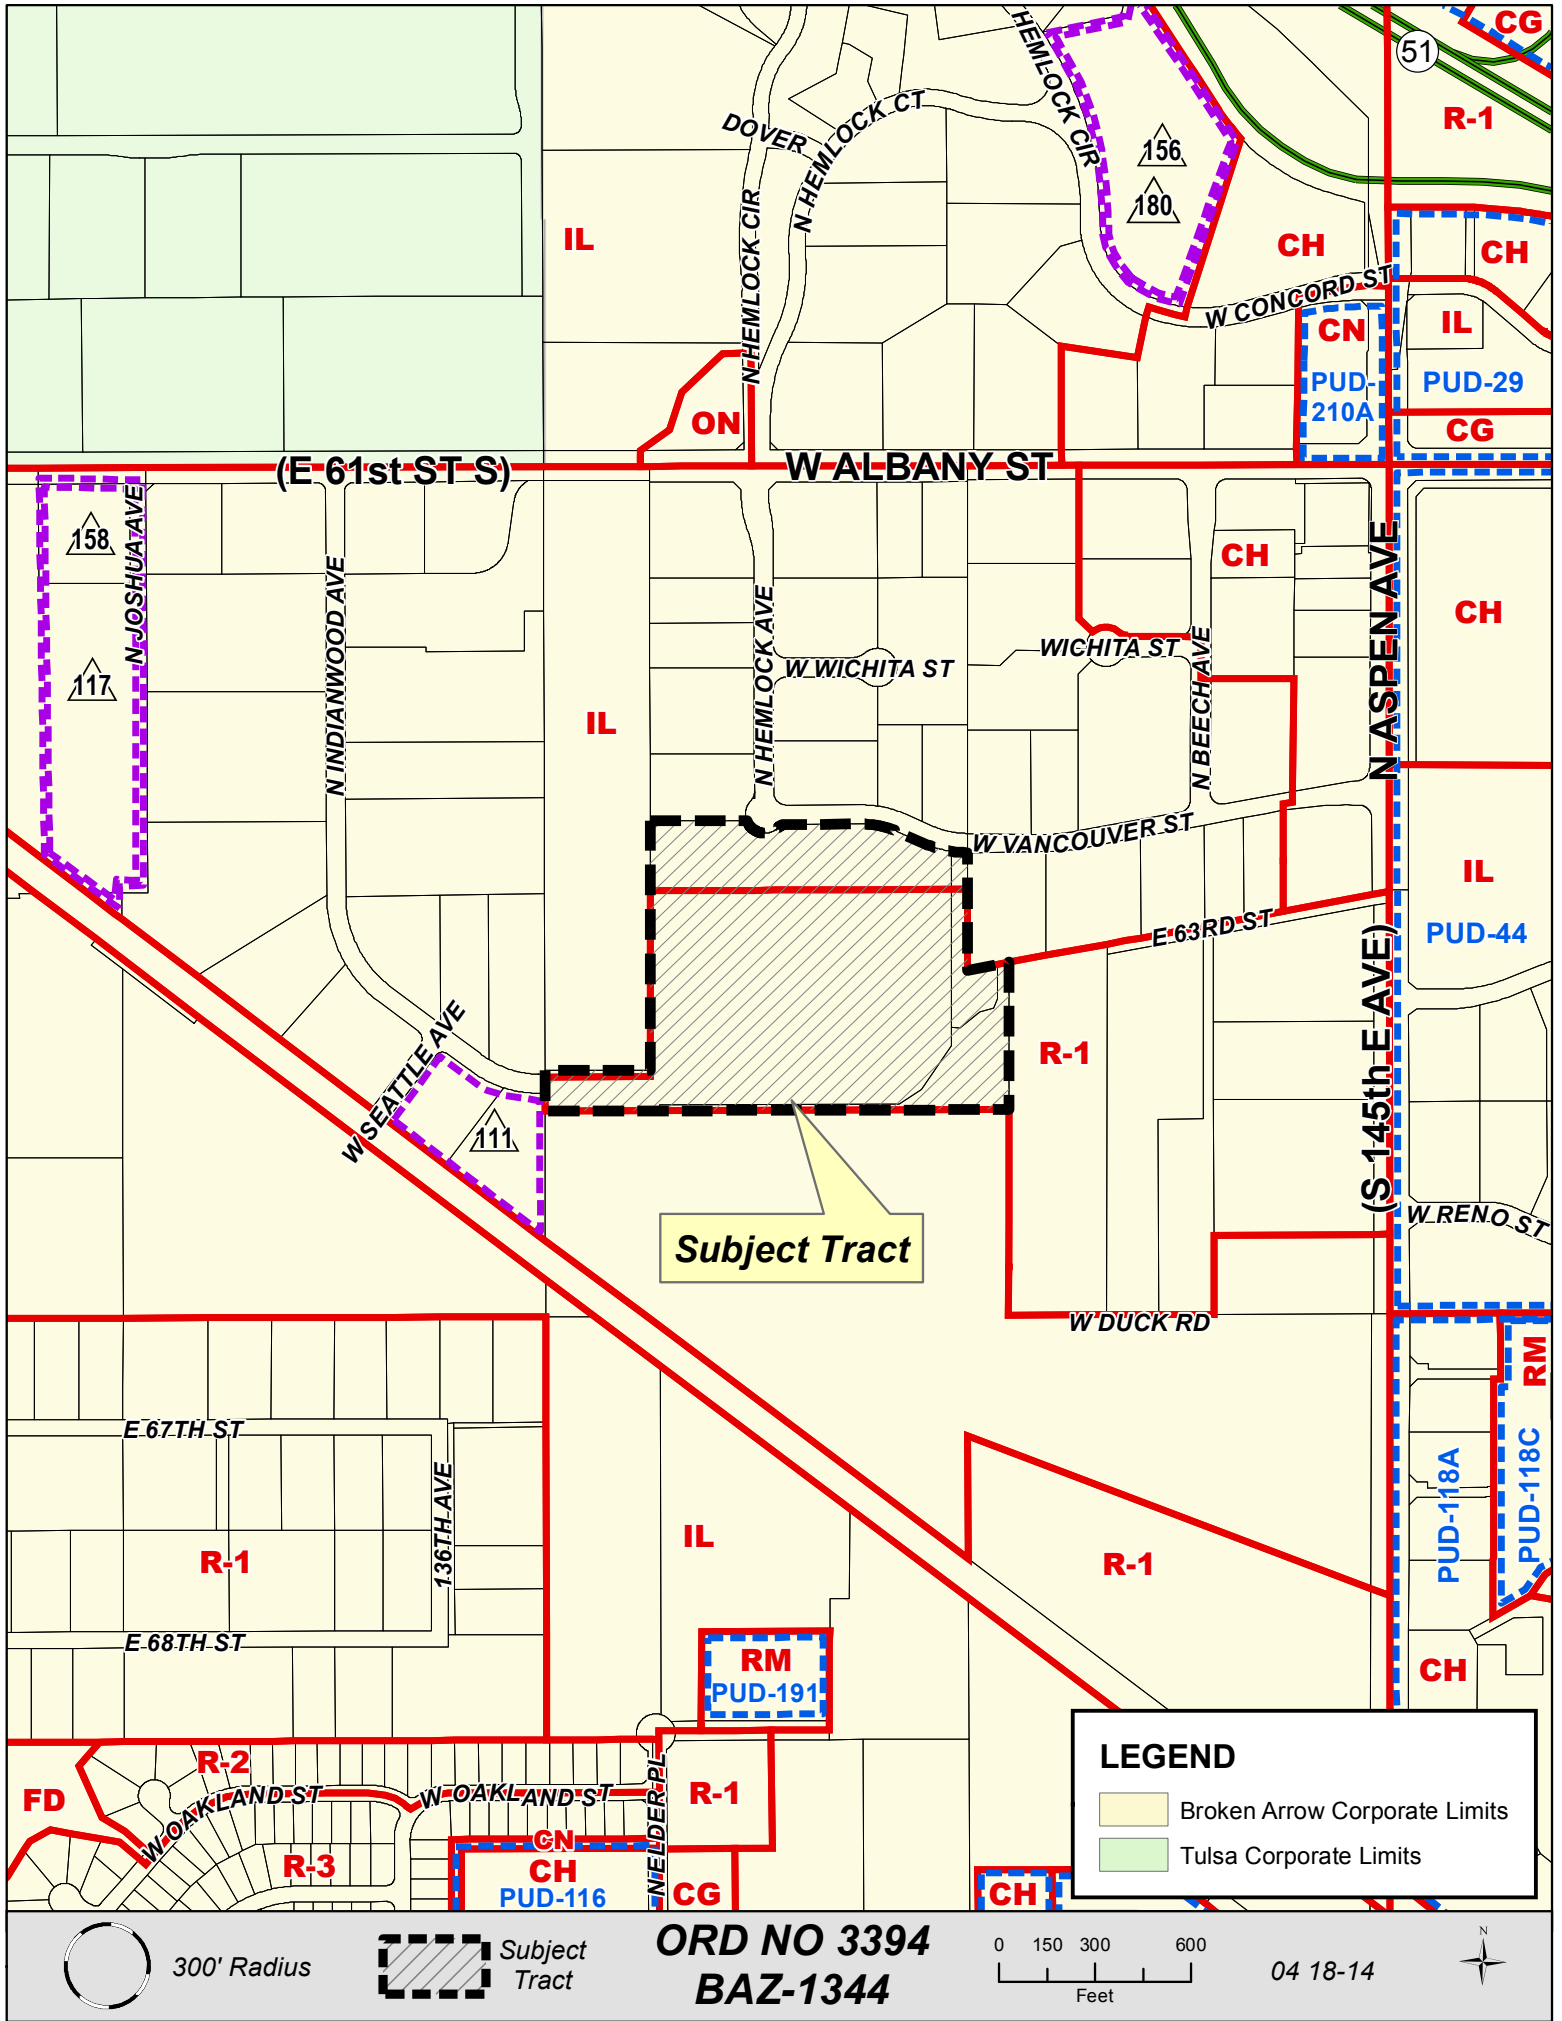 CG
51
R-1
HEMLOCK CIR
N HEMLOCK CT
DOVER
156
180
N HEMLOCK CIR
IL
CH
CH
W CONCORD ST
CN
PUD-
210A
IL
PUD-29
ON
CG
(E 61st ST S)
W ALBANY ST
158
N JOSHUA AVE
117
N INDIANWOOD AVE
IL
N HEMLOCK AVE
W WICHITA ST
WICHITA ST
CH
N BEECH AVE
N ASPEN AVE
CH
W VANCOUVER ST
IL
PUD-44
E 63RD ST
R-1
(S 145th E AVE)
W SEATTLE AVE
111
Subject Tract
W RENO ST
W DUCK RD
RM
E 67TH ST
136TH AVE
R-1
E 68TH ST
IL
R-1
PUD-118A
PUD-118C
RM
PUD-191
CH
R-2
FD
W OAKLAND ST
W OAKLAND ST
N ELDER PL
R-1
R-3
CN
CH
PUD-116
CG
CH
LEGEND
Broken Arrow Corporate Limits
Tulsa Corporate Limits
300' Radius
Subject
Tract
ORD NO 3394
BAZ-1344
0 150 300 600
Feet
04 18-14
N